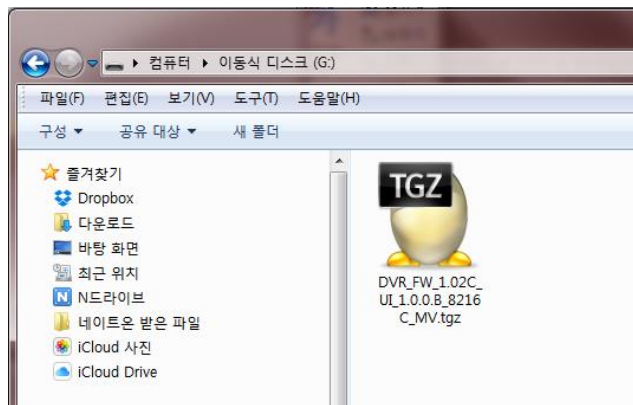 컴퓨터 ▸ 이동식 디스크 (G:)
파일(F) 편집(E) 보기(V) 도구(T) 도움말(H)
구성 ▼ 공유 대상 ▼ 새 폴더
즐겨찾기
Dropbox
다운로드
바탕 화면
최근 위치
N드라이브
네이트온 받은 파일
iCloud 사진
iCloud Drive
TGZ
DVR_FW_1.02C_
UI_1.0.0.B_8216
C_MV.tgz